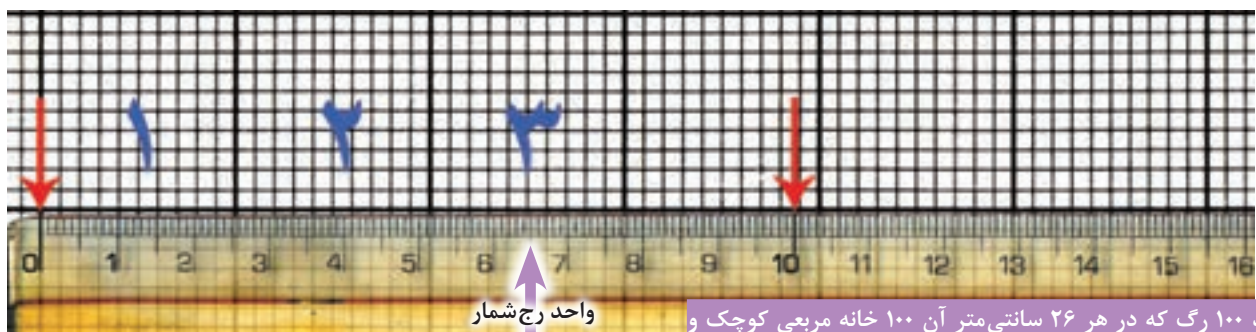 ۱ ۲ ۳
0 1 2 3 4 5 6 7 8 9 10 11 12 13 14 15 16
واحد رج‌شمار
۱۰۰ رگ که در هر ۲۶ سانتی‌متر آن ۱۰۰ خانه مربعی کوچک و